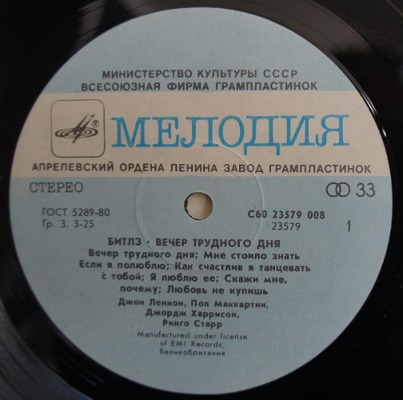 МИНИСТЕРСТВО КУЛЬТУРЫ СССР
ВСЕСОЮЗНАЯ ФИРМА ГРАМПЛАСТИНОК
МЕЛОДИЯ
АПРЕЛЕВСКИЙ ОРДЕНА ЛЕНИНА ЗАВОД ГРАМПЛАСТИНОК
СТЕРЕО 33
ГОСТ 5289-80 С60 23579 008
Гр. 3. 3-25 23579 1
БИТЛЗ - ВЕЧЕР ТРУДНОГО ДНЯ
Вечер трудного дня; Мне стоило знать
Если я полюблю; Как счастлив я танцевать
с тобой; Я люблю ее; Скажи мне,
почему; Любовь не купишь
Джон Леннон, Пол Маккартни,
Джордж Харрисон,
Ринго Старр
Manufactured under license
of EMI Records,
Великобритания